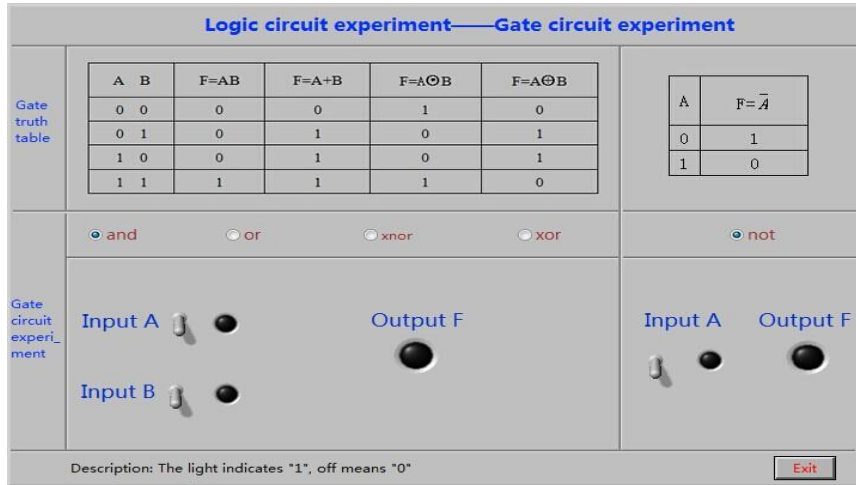 Logic circuit experiment——Gate circuit experiment
Gate
truth
table
A B F=AB F=A+B F=A⊙B F=A⊕B
0 0 0 0 1 0
0 1 0 1 0 1
1 0 0 1 0 1
1 1 1 1 1 0
A F=A̅
0 1
1 0
and or xnor xor
not
Gate
circuit
experi_
ment
Input A
Output F
Input B
Input A Output F
Description: The light indicates "1", off means "0"
Exit